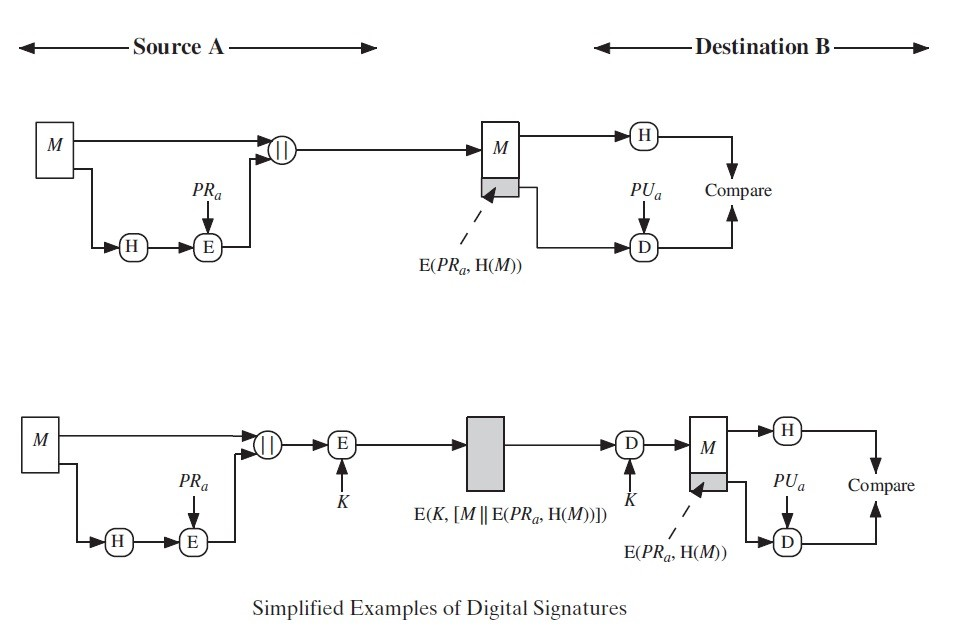 Source A
Destination B
M
||
M
H
PRa
PUa
Compare
H
E
D
E(PRa, H(M))
M
||
E
D
M
H
PRa
K
E(K, [M || E(PRa, H(M))])
K
PUa
Compare
H
E
E(PRa, H(M))
D
Simplified Examples of Digital Signatures